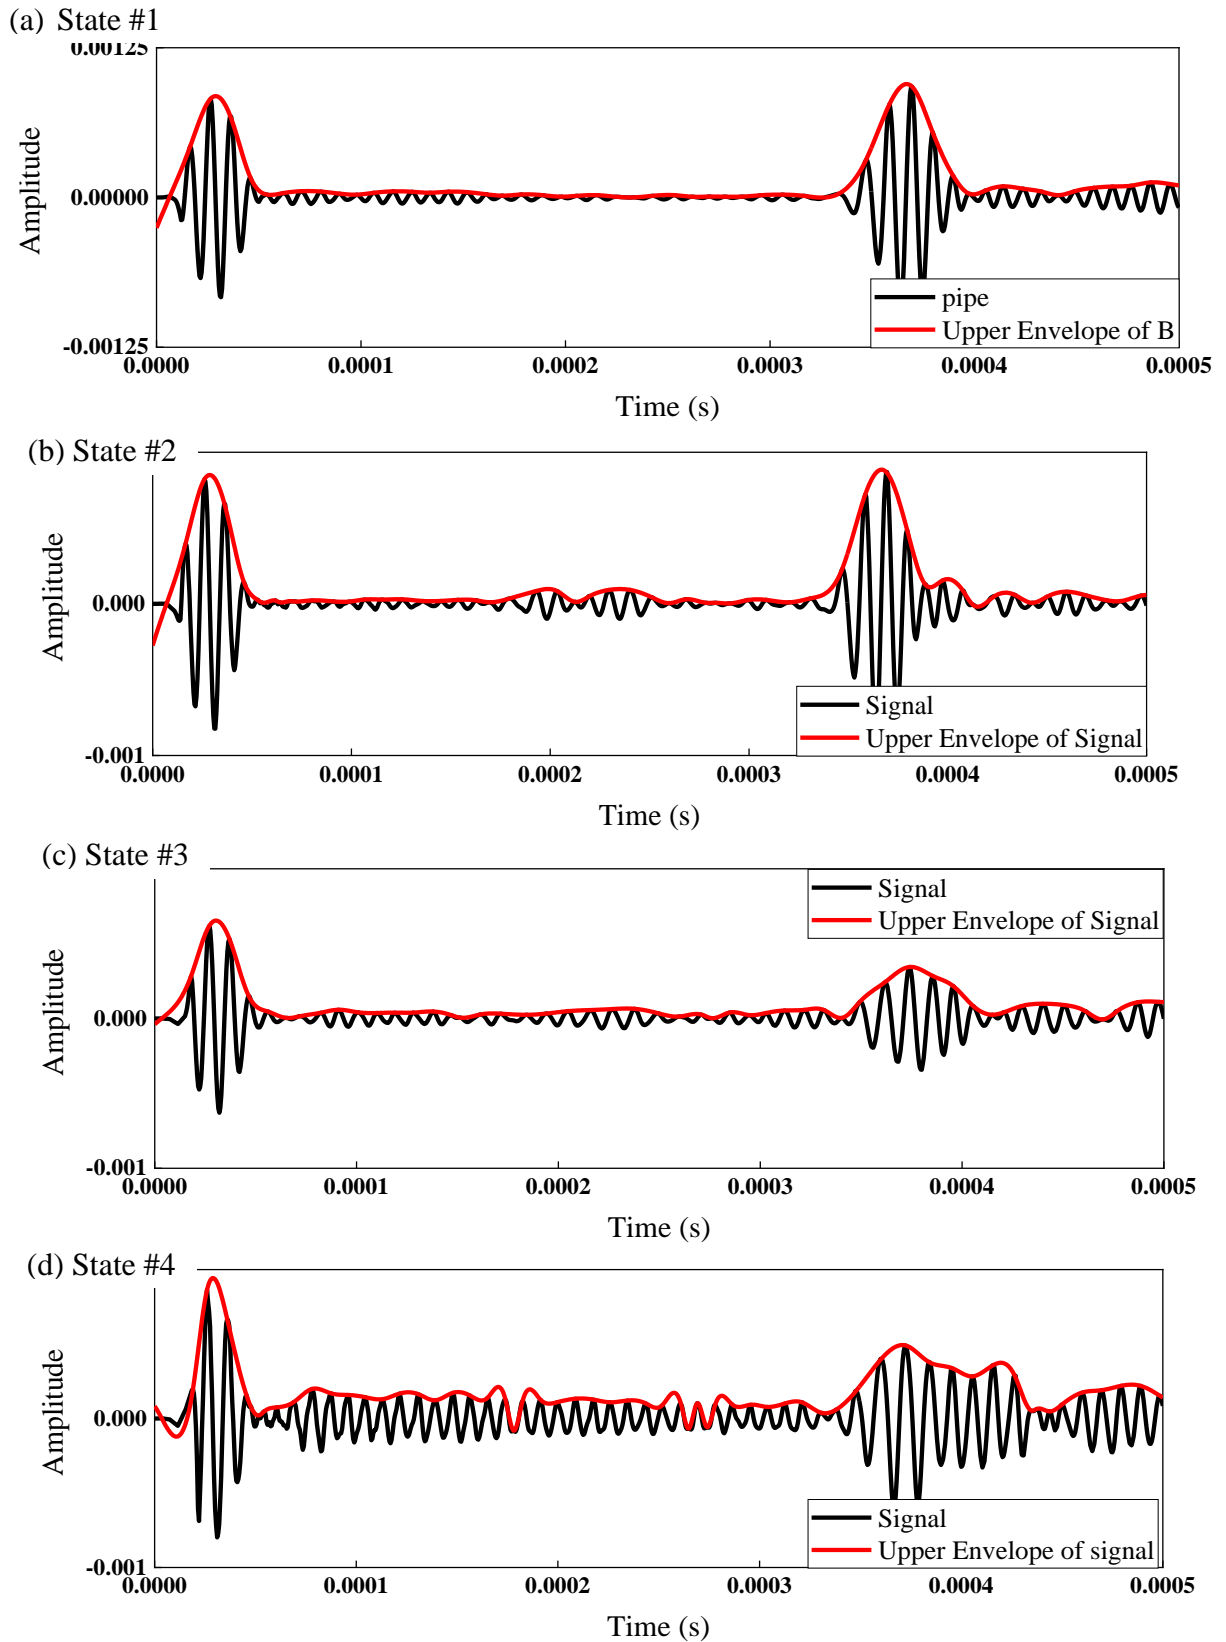 (a) State #1
0.00125
0.00000
-0.00125
Amplitude
pipe
Upper Envelope of B
0.0000 0.0001 0.0002 0.0003 0.0004 0.0005
Time (s)
(b) State #2
0.000
-0.001
Amplitude
Signal
Upper Envelope of Signal
0.0000 0.0001 0.0002 0.0003 0.0004 0.0005
Time (s)
(c) State #3
Signal
Upper Envelope of Signal
0.000
-0.001
Amplitude
0.0000 0.0001 0.0002 0.0003 0.0004 0.0005
Time (s)
(d) State #4
0.000
-0.001
Amplitude
Signal
Upper Envelope of signal
0.0000 0.0001 0.0002 0.0003 0.0004 0.0005
Time (s)